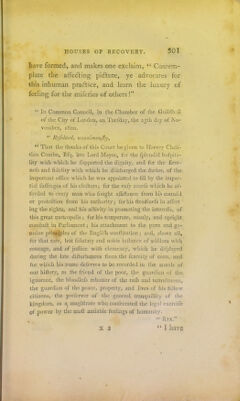 HOUSES OF RECOVERY. 501
have formed, and makes one exclaim, “ Contem-
plate the affecting picture, ye advocates for
this inhuman practice, and learn the luxury of
feeling for the miseries of others !”
“ In Common Council, in the Chamber of the Guildhall
of the City of London, on Tuesday, the 25th day of No-
vember, 1800.
“ Resolved, unanimously,
“ That the thanks of this Court be given to Harvey Chris-
tian Combe, Esq. late Lord Mayor, for the splendid hospita-
lity with which he supported the dignity, and for the firm-
ness and fidelity with which he discharged the duties, of the
important office which he was appointed to fill by the impar-
tial suffrages of his electors; for the easy access which he af-
forded to every man who sought assistance from his counsel
or protection from his authority; for his steadiness in assert-
ing the rights, and his ability in promoting the interests, of
this great metropolis; for his temperate, manly, and upright
conduct in Parliament; his attachment to the pure and ge-
nuine principles of the English constitution; and, above all,
for that rare, but salutary and noble instance of wisdom with
courage, and of justice with clemency, which he displayed
during the late disturbances from the scarcity of corn, and
for which his name deserves to be recorded in the annals of
our history, as the friend of the poor, the guardian of the
ignorant, the bloodless reformer of the rash and tumultuous,
the guardian of the peace, property, and lives of his fellow
citizens, the preserver of the general tranquillity of the
kingdom, as a magistrate who confirmed the legal exercise
of power by the most amiable feelings of humanity.
“ Rix.”
X 2 “ I have